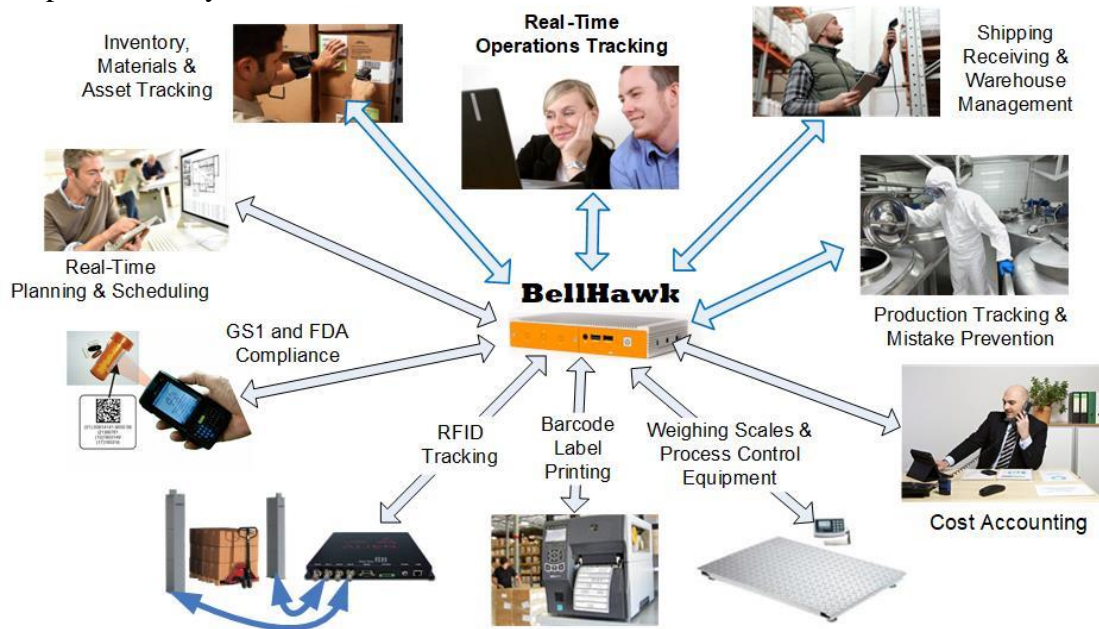 Real-Time
Operations Tracking
Inventory,
Materials &
Asset Tracking
Shipping
Receiving &
Warehouse
Management
Real-Time
Planning & Scheduling
BellHawk
Production Tracking &
Mistake Prevention
GS1 and FDA
Compliance
RFID
Tracking
Barcode
Label
Printing
Weighing Scales &
Process Control
Equipment
Cost Accounting
ALIEN